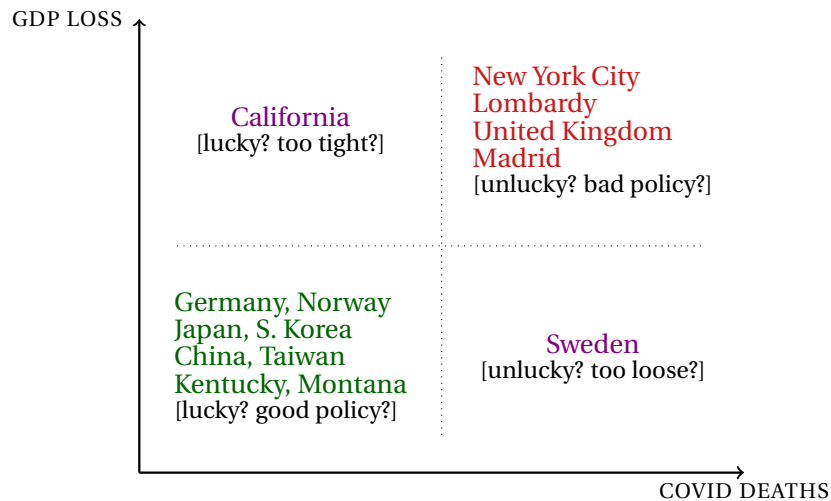 GDP LOSS
California
[lucky? too tight?]
New York City
Lombardy
United Kingdom
Madrid
[unlucky? bad policy?]
Germany, Norway
Japan, S. Korea
China, Taiwan
Kentucky, Montana
[lucky? good policy?]
Sweden
[unlucky? too loose?]
COVID DEATHS